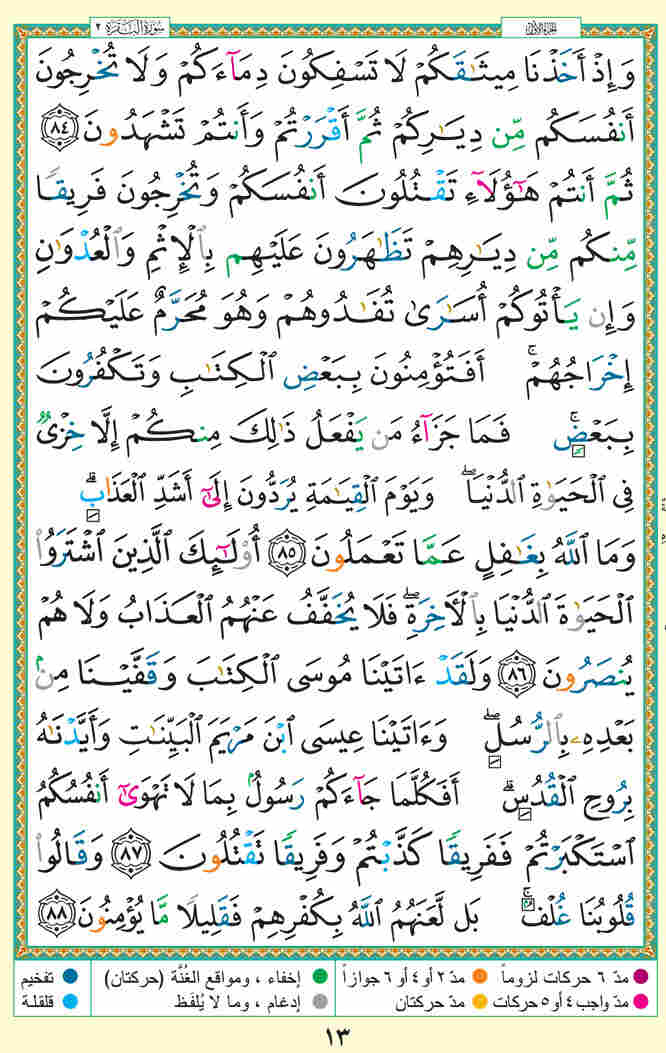 سُورَةُ البَقَرَةِ ٢
الجُزْءُ الأَوَّلُ
وَإِذْ أَخَذْنَا مِيثَـٰقَكُمْ لَا تَسْفِكُونَ دِمَآءَكُمْ وَلَا تُخْرِجُونَ
أَنفُسَكُم مِّن دِيَـٰرِكُمْ ثُمَّ أَقْرَرْتُمْ وَأَنتُمْ تَشْهَدُونَ ٨٤
ثُمَّ أَنتُمْ هَـٰٓؤُلَآءِ تَقْتُلُونَ أَنفُسَكُمْ وَتُخْرِجُونَ فَرِيقًا
مِّنكُم مِّن دِيَـٰرِهِمْ تَظَـٰهَرُونَ عَلَيْهِم بِٱلْإِثْمِ وَٱلْعُدْوَٰنِ
وَإِن يَأْتُوكُمْ أُسَـٰرَىٰ تُفَـٰدُوهُمْ وَهُوَ مُحَرَّمٌ عَلَيْكُمْ
إِخْرَاجُهُمْ ۚ أَفَتُؤْمِنُونَ بِبَعْضِ ٱلْكِتَـٰبِ وَتَكْفُرُونَ
بِبَعْضٍ ۚ فَمَا جَزَآءُ مَن يَفْعَلُ ذَٰلِكَ مِنكُمْ إِلَّا خِزْىٌ
فِى ٱلْحَيَوٰةِ ٱلدُّنْيَا ۖ وَيَوْمَ ٱلْقِيَـٰمَةِ يُرَدُّونَ إِلَىٰٓ أَشَدِّ ٱلْعَذَابِ ۗ
وَمَا ٱللَّهُ بِغَـٰفِلٍ عَمَّا تَعْمَلُونَ ٨٥ أُو۟لَـٰٓئِكَ ٱلَّذِينَ ٱشْتَرَوُا۟
ٱلْحَيَوٰةَ ٱلدُّنْيَا بِٱلْـَٔاخِرَةِ ۖ فَلَا يُخَفَّفُ عَنْهُمُ ٱلْعَذَابُ وَلَا هُمْ
يُنصَرُونَ ٨٦ وَلَقَدْ ءَاتَيْنَا مُوسَى ٱلْكِتَـٰبَ وَقَفَّيْنَا مِنۢ
بَعْدِهِۦ بِٱلرُّسُلِ ۖ وَءَاتَيْنَا عِيسَى ٱبْنَ مَرْيَمَ ٱلْبَيِّنَـٰتِ وَأَيَّدْنَـٰهُ
بِرُوحِ ٱلْقُدُسِ ۗ أَفَكُلَّمَا جَآءَكُمْ رَسُولٌۢ بِمَا لَا تَهْوَىٰٓ أَنفُسُكُمُ
ٱسْتَكْبَرْتُمْ فَفَرِيقًا كَذَّبْتُمْ وَفَرِيقًا تَقْتُلُونَ ٨٧ وَقَالُوا۟
قُلُوبُنَا غُلْفٌۢ ۚ بَل لَّعَنَهُمُ ٱللَّهُ بِكُفْرِهِمْ فَقَلِيلًا مَّا يُؤْمِنُونَ ٨٨
مدّ ٦ حركات لزوماً مدّ ٢ أو ٤ أو ٦ جوازاً إخفاء ، ومواقع الغُنَّة (حركتان) تفخيم
مدّ واجب ٤ أو ٥ حركات مدّ حركتان إدغام ، وما لا يُلفَظ قلقلة
١٣